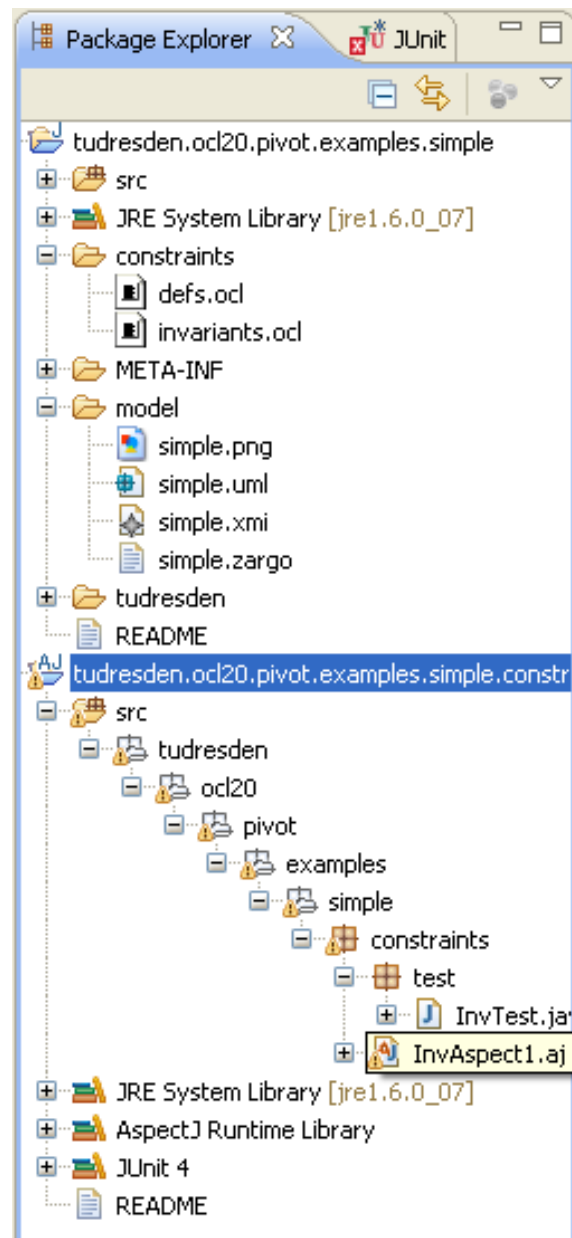 Package Explorer JUnit
tudresden.ocl20.pivot.examples.simple
src
JRE System Library [jre1.6.0_07]
constraints
defs.ocl
invariants.ocl
META-INF
model
simple.png
simple.uml
simple.xmi
simple.zargo
tudresden
README
tudresden.ocl20.pivot.examples.simple.constr
src
tudresden
ocl20
pivot
examples
simple
constraints
test
InvTest.ja
InvAspect1.aj
JRE System Library [jre1.6.0_07]
AspectJ Runtime Library
JUnit 4
README